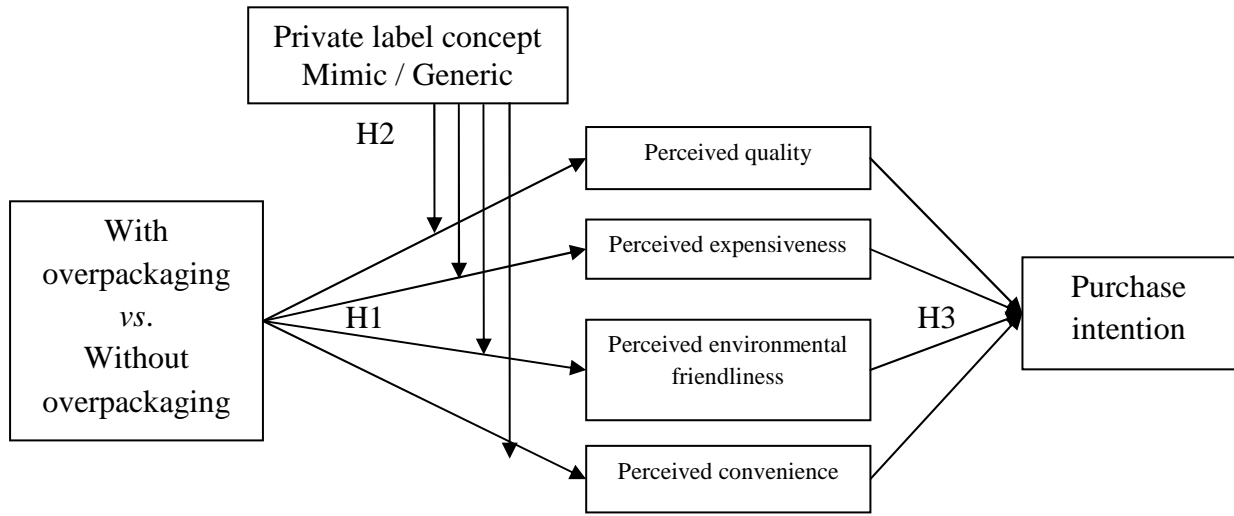 Private label concept
Mimic / Generic
H2
Perceived quality
With
overpackaging
vs.
Without
overpackaging
Perceived expensiveness
H1
H3
Purchase
intention
Perceived environmental
friendliness
Perceived convenience